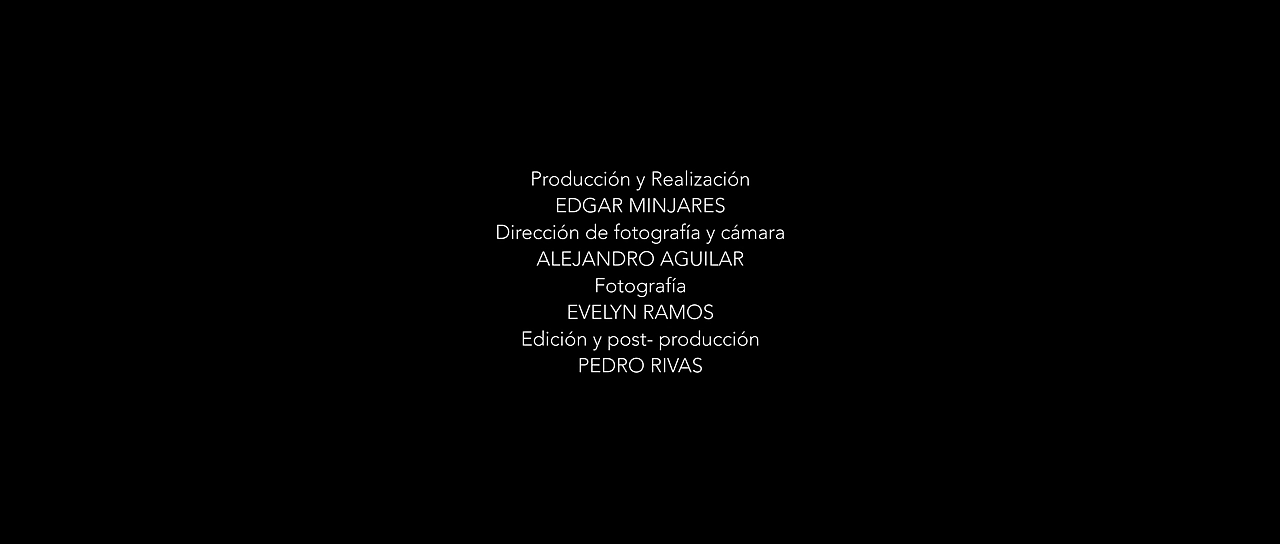 Producción y Realización
EDGAR MINJARES
Dirección de fotografía y cámara
ALEJANDRO AGUILAR
Fotografía
EVELYN RAMOS
Edición y post- producción
PEDRO RIVAS